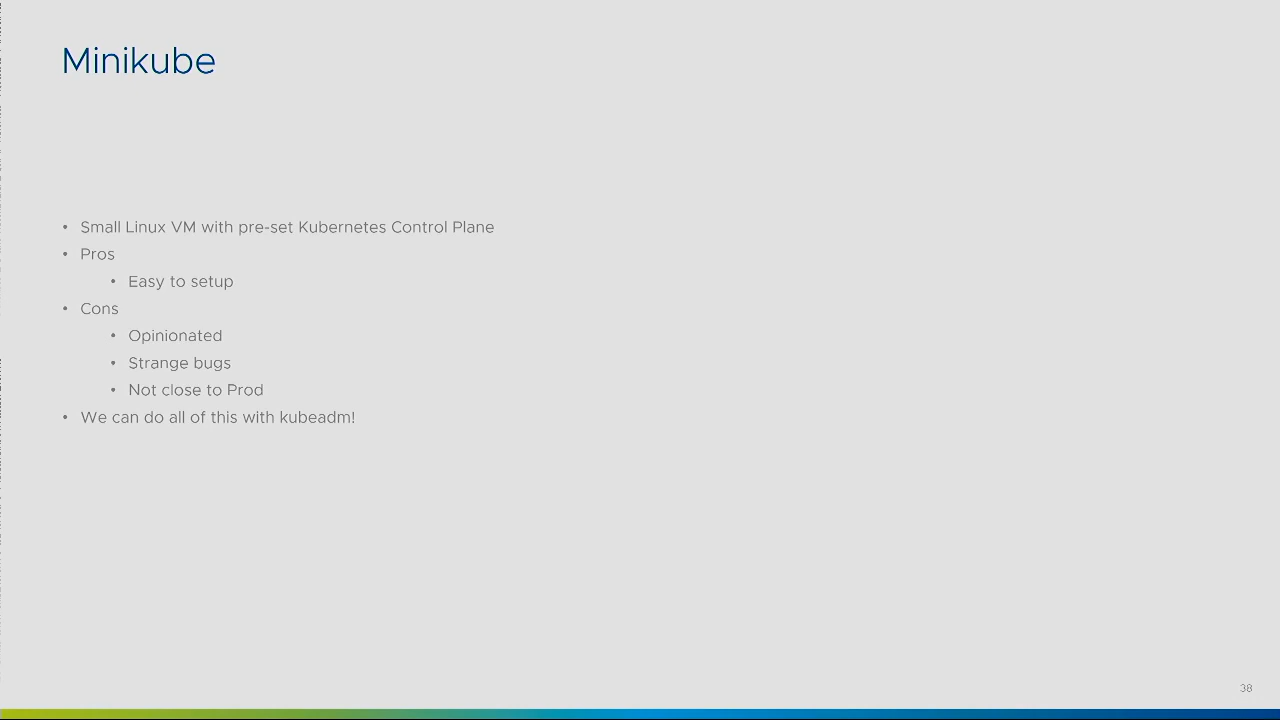 Minikube
• Small Linux VM with pre-set Kubernetes Control Plane
• Pros
• Easy to setup
• Cons
• Opinionated
• Strange bugs
• Not close to Prod
• We can do all of this with kubeadm!
38